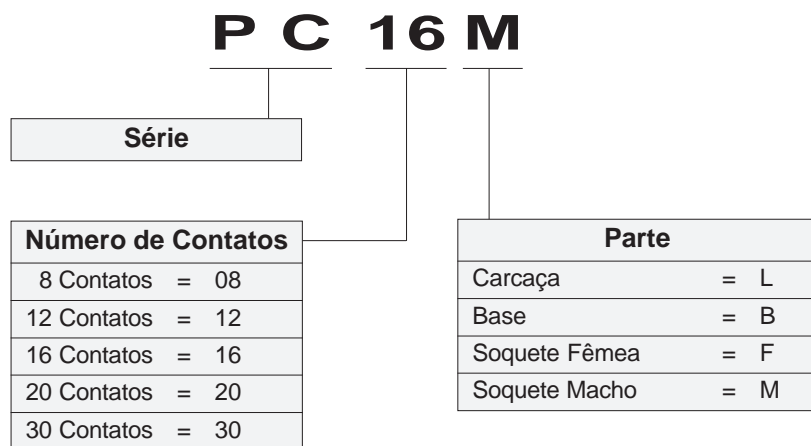 P C 16 M
Série
Número de Contatos
8 Contatos = 08
12 Contatos = 12
16 Contatos = 16
20 Contatos = 20
30 Contatos = 30
Parte
Carcaça = L
Base = B
Soquete Fêmea = F
Soquete Macho = M